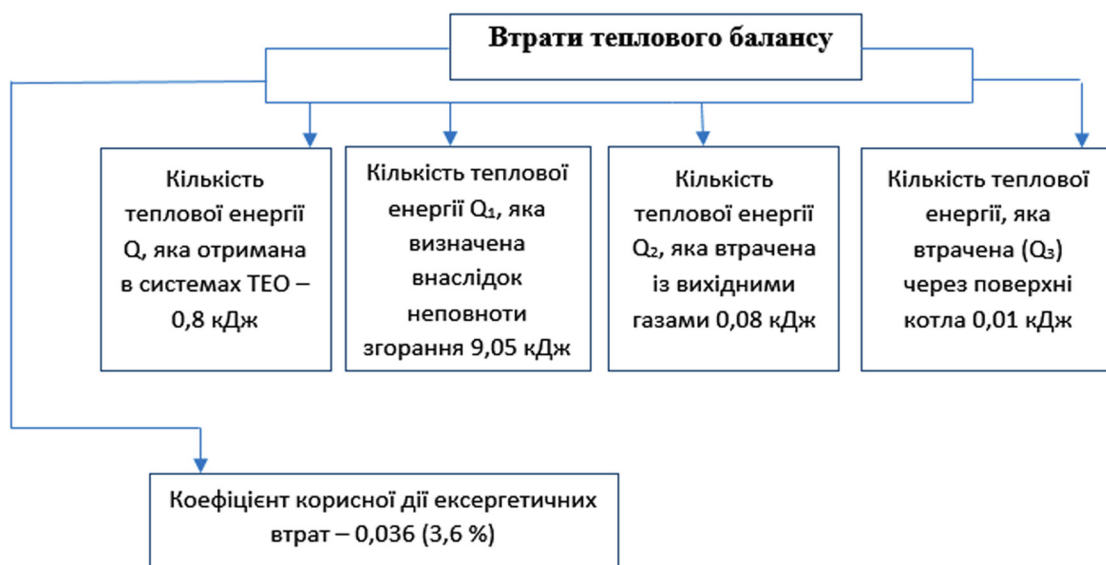 Втрати теплового балансу
Кількість
теплової енергії
Q, яка отримана
в системах ТЕО –
0,8 кДж
Кількість теплової
енергії Q₁, яка
визначена
внаслідок
неповноти
згорання 9,05 кДж
Кількість
теплової енергії
Q₂, яка втрачена
із вихідними
газами 0,08 кДж
Кількість теплової
енергії, яка
втрачена (Q₃)
через поверхні
котла 0,01 кДж
Коефіцієнт корисної дії ексергетичних
втрат – 0,036 (3,6 %)